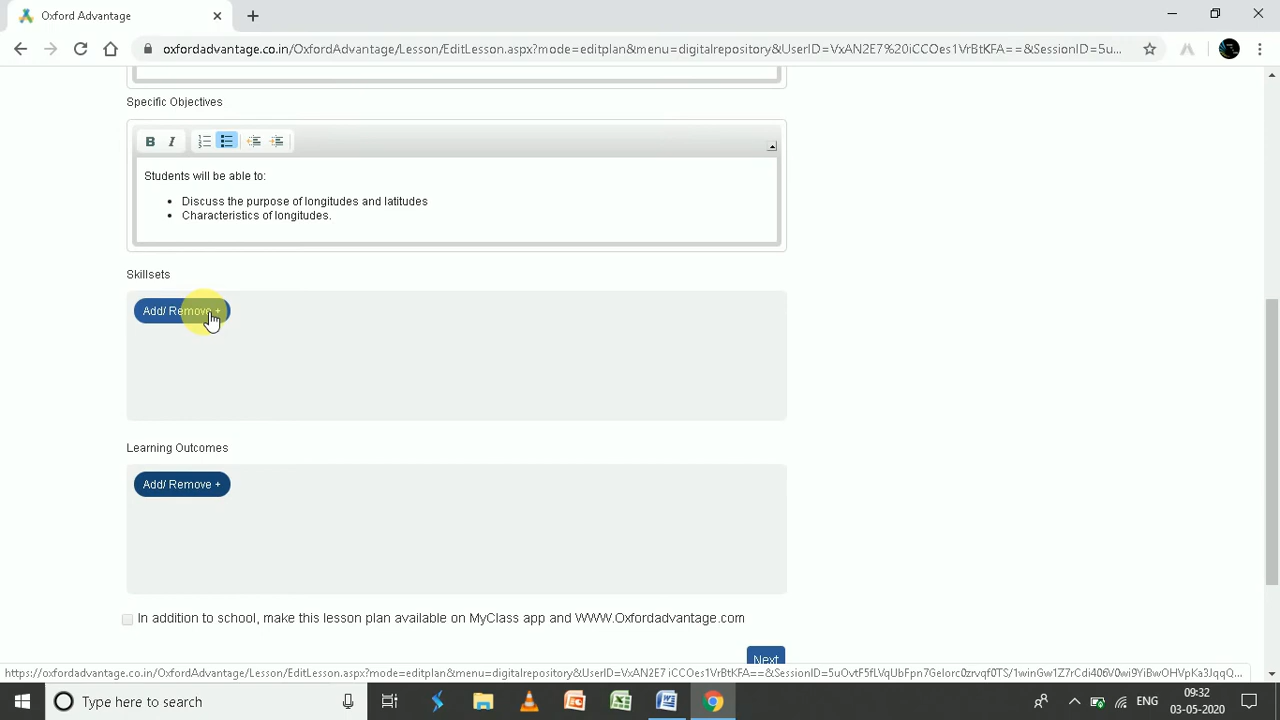 Oxford Advantage
oxfordadvantage.co.in/OxfordAdvantage/Lesson/EditLesson.aspx?mode=editplan&menu=digitalrepository&UserID=VxAN2E7%20iCCOes1VrBtKFA==&SessionID=5u...
Specific Objectives
B I
Students will be able to:
• Discuss the purpose of longitudes and latitudes
• Characteristics of longitudes.
Skillsets
Add/ Remove +
Learning Outcomes
Add/ Remove +
In addition to school, make this lesson plan available on MyClass app and WWW.Oxfordadvantage.com
Next
Type here to search
ENG
09:32
03-05-2020